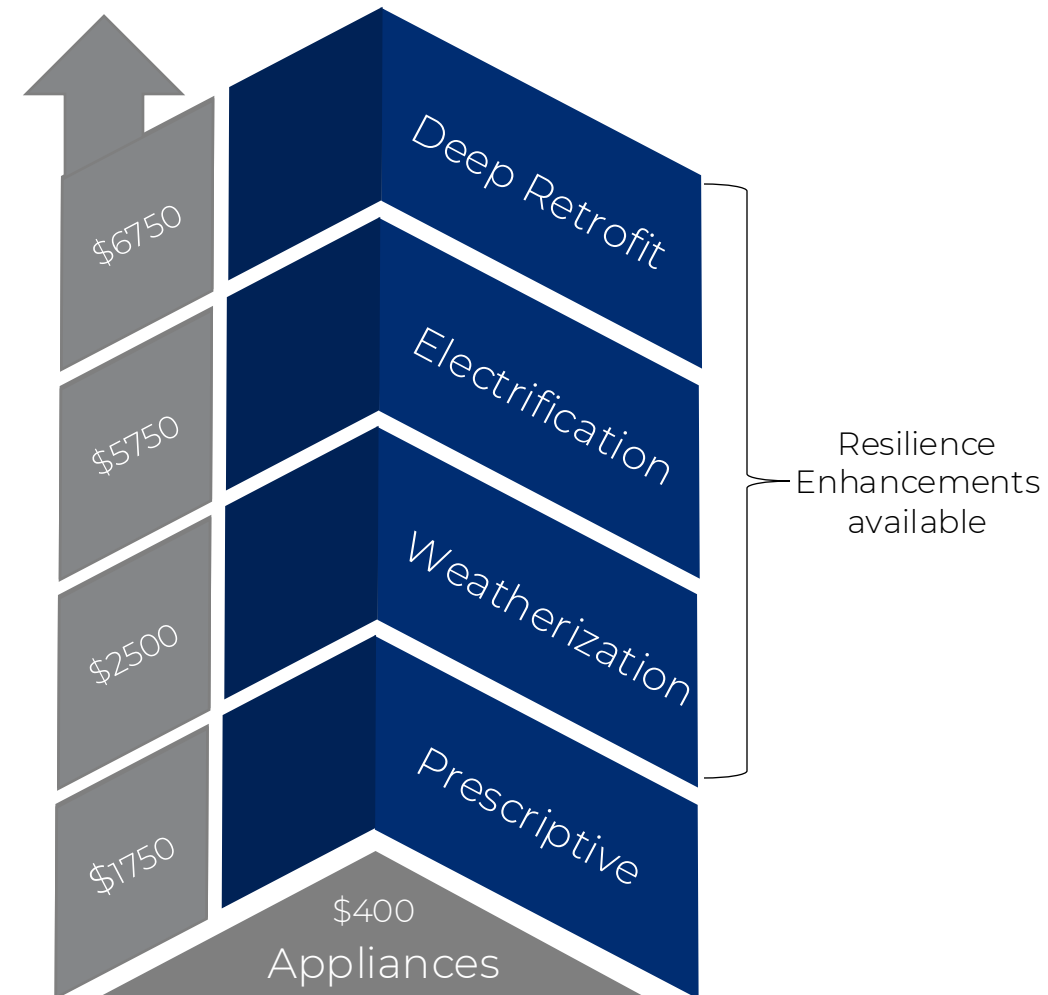 $6750
Deep Retrofit
$5750
Electrification
Resilience
Enhancements
available
$2500
Weatherization
$1750
Prescriptive
$400
Appliances